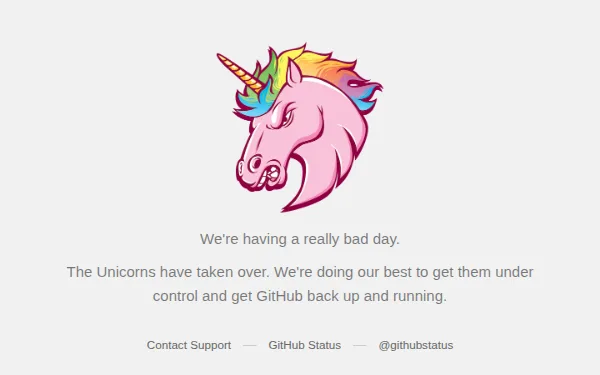 We're having a really bad day.
The Unicorns have taken over. We're doing our best to get them under
control and get GitHub back up and running.
Contact Support — GitHub Status — @githubstatus